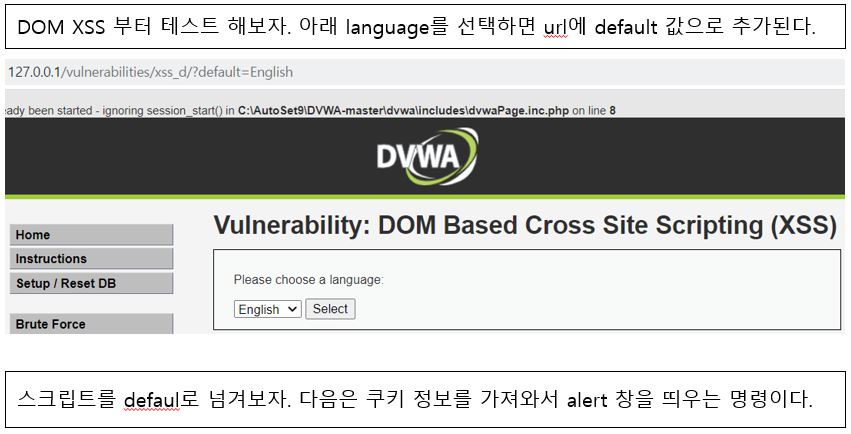 DOM XSS 부터 테스트 해보자. 아래 language를 선택하면 url에 default 값으로 추가된다.
127.0.0.1/vulnerabilities/xss_d/?default=English
eady been started - ignoring session_start() in C:\AutoSet9\DVWA-master\dvwa\includes\dvwaPage.inc.php on line 8
DVWA
Vulnerability: DOM Based Cross Site Scripting (XSS)
Home
Instructions
Setup / Reset DB
Brute Force
Please choose a language:
English Select
스크립트를 defaul로 넘겨보자. 다음은 쿠키 정보를 가져와서 alert 창을 띄우는 명령이다.